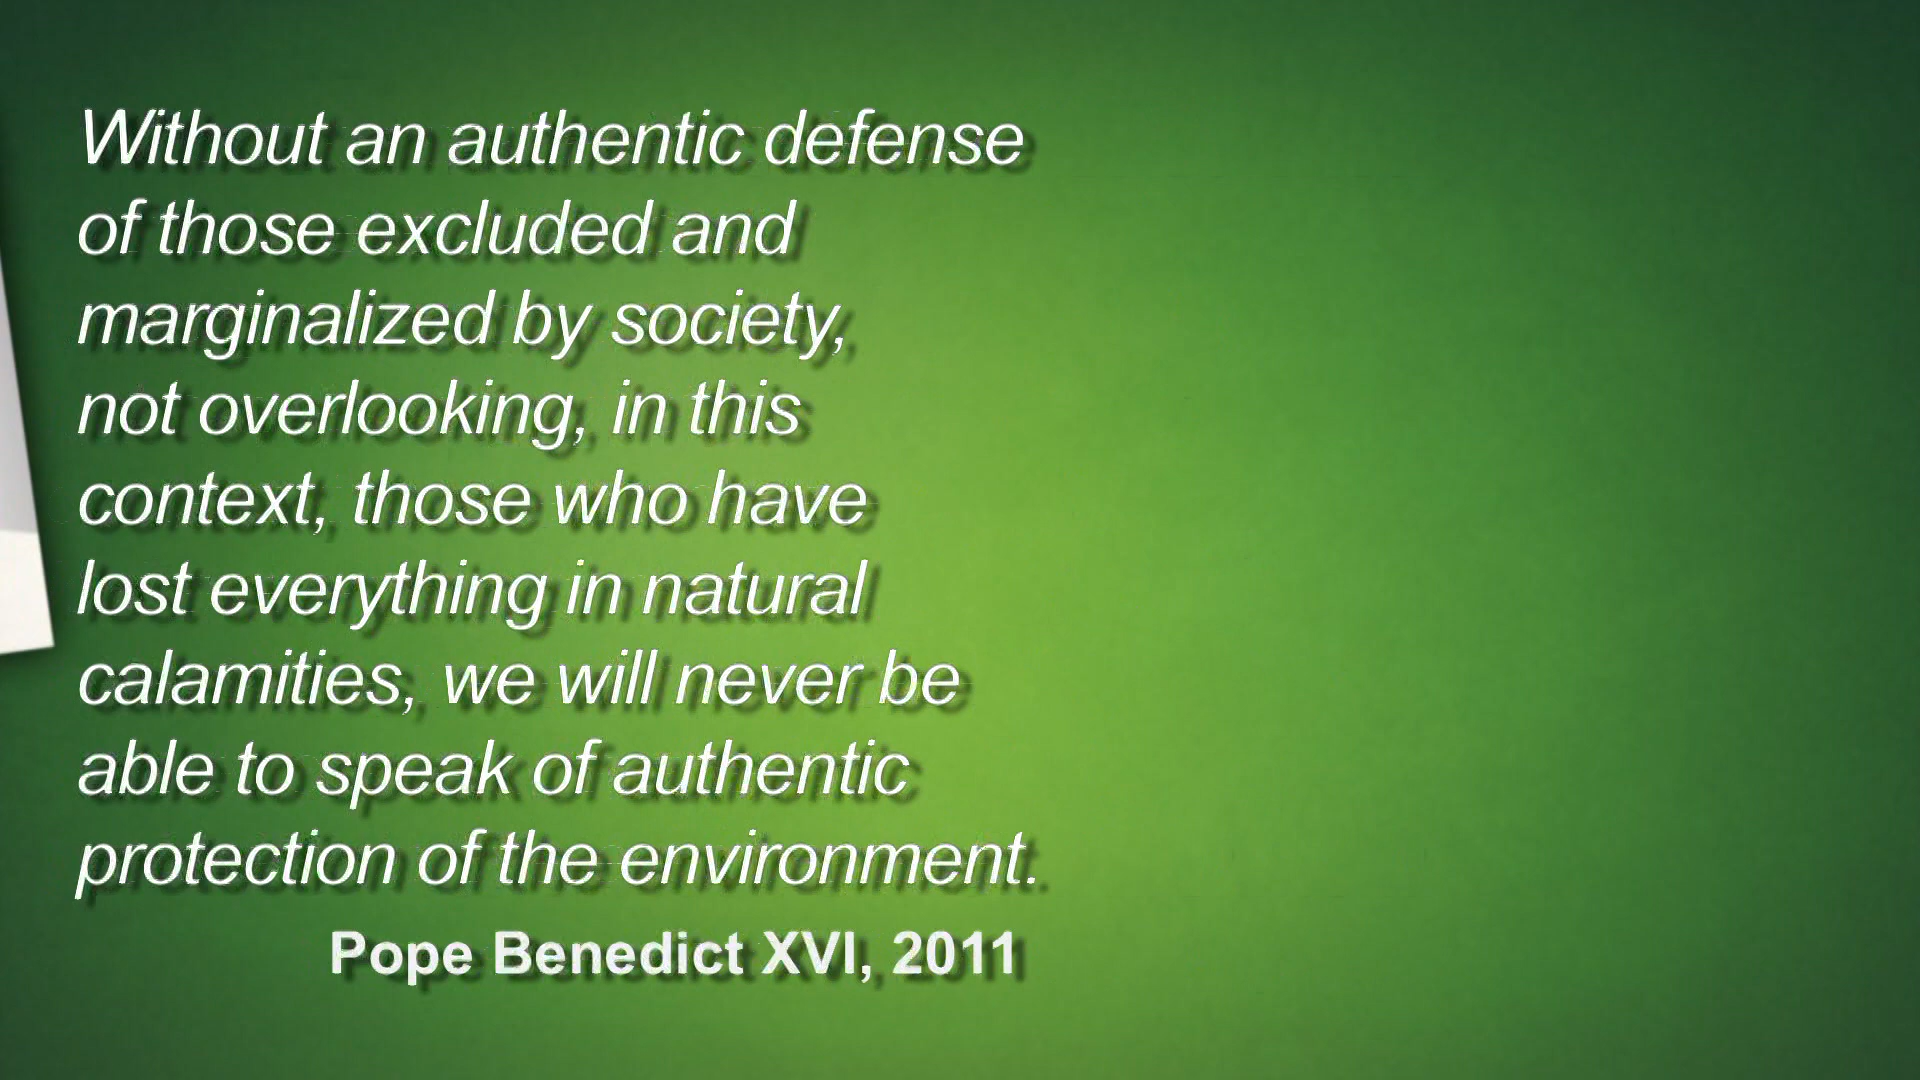 Without an authentic defense
of those excluded and
marginalized by society,
not overlooking, in this
context, those who have
lost everything in natural
calamities, we will never be
able to speak of authentic
protection of the environment.
Pope Benedict XVI, 2011